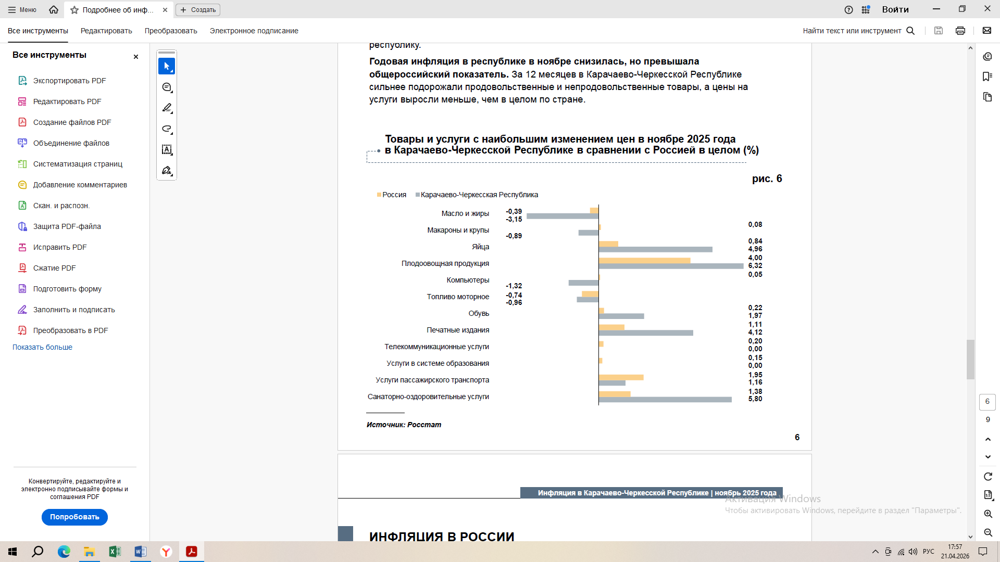 Меню
Подробнее об инф...
Создать
Войти
Все инструменты
Редактировать
Преобразовать
Электронное подписание
Найти текст или инструмент
Все инструменты
Экспортировать PDF
Редактировать PDF
Создание файлов PDF
Объединение файлов
Систематизация страниц
Добавление комментариев
Скан. и распозн.
Защита PDF-файла
Исправить PDF
Сжатие PDF
Подготовить форму
Заполнить и подписать
Преобразовать в PDF
Показать больше
Конвертируйте, редактируйте и
электронно подписывайте формы и
соглашения PDF
Попробовать
республику.
Годовая инфляция в республике в ноябре снизилась, но превышала
общероссийский показатель. За 12 месяцев в Карачаево-Черкесской Республике
сильнее подорожали продовольственные и непродовольственные товары, а цены на
услуги выросли меньше, чем в целом по стране.
Товары и услуги с наибольшим изменением цен в ноябре 2025 года
в Карачаево-Черкесской Республике в сравнении с Россией в целом (%)
рис. 6
Россия Карачаево-Черкесская Республика
Масло и жиры -0,39
-3,15
Макароны и крупы 0,08
-0,89
Яйца 0,84
4,96
Плодоовощная продукция 4,00
6,32
Компьютеры 0,05
-1,32
Топливо моторное -0,74
-0,96
Обувь 0,22
1,97
Печатные издания 1,11
4,12
Телекоммуникационные услуги 0,20
0,00
Услуги в системе образования 0,15
0,00
Услуги пассажирского транспорта 1,95
1,16
Санаторно-оздоровительные услуги 1,38
5,80
Источник: Росстат
6
Инфляция в Карачаево-Черкесской Республике | ноябрь 2025 года
ИНФЛЯЦИЯ В РОССИИ
6
9
1:1
Активация Windows
Чтобы активировать Windows, перейдите в раздел "Параметры".
РУС
17:57
21.04.2026